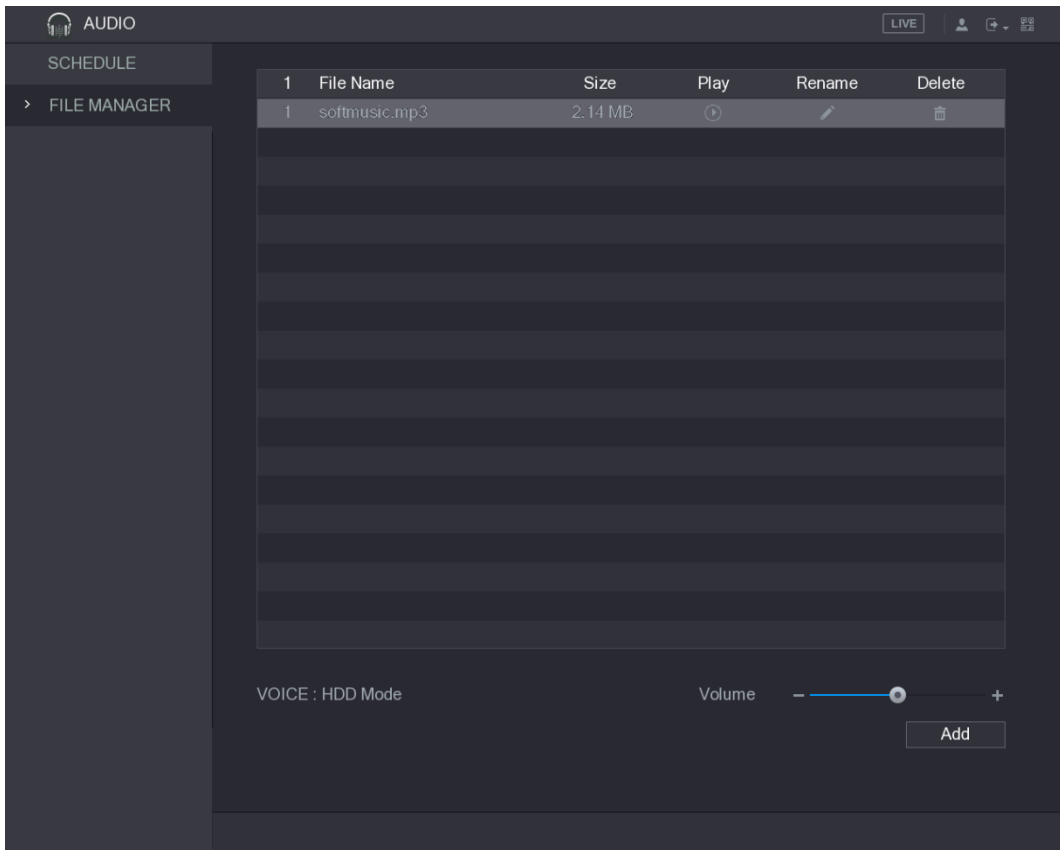 AUDIO LIVE
SCHEDULE
FILE MANAGER
1 File Name Size Play Rename Delete
1 softmusic.mp3 2.14 MB
VOICE : HDD Mode Volume
Add